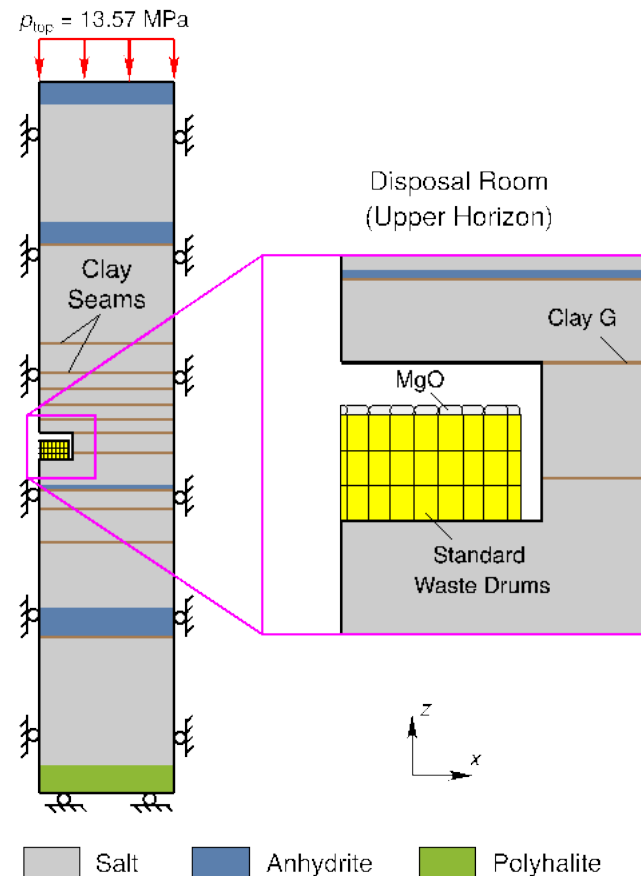 p_top = 13.57 MPa
Disposal Room
(Upper Horizon)
Clay
Seams
Clay G
MgO
Standard
Waste Drums
z
x
Salt
Anhydrite
Polyhalite